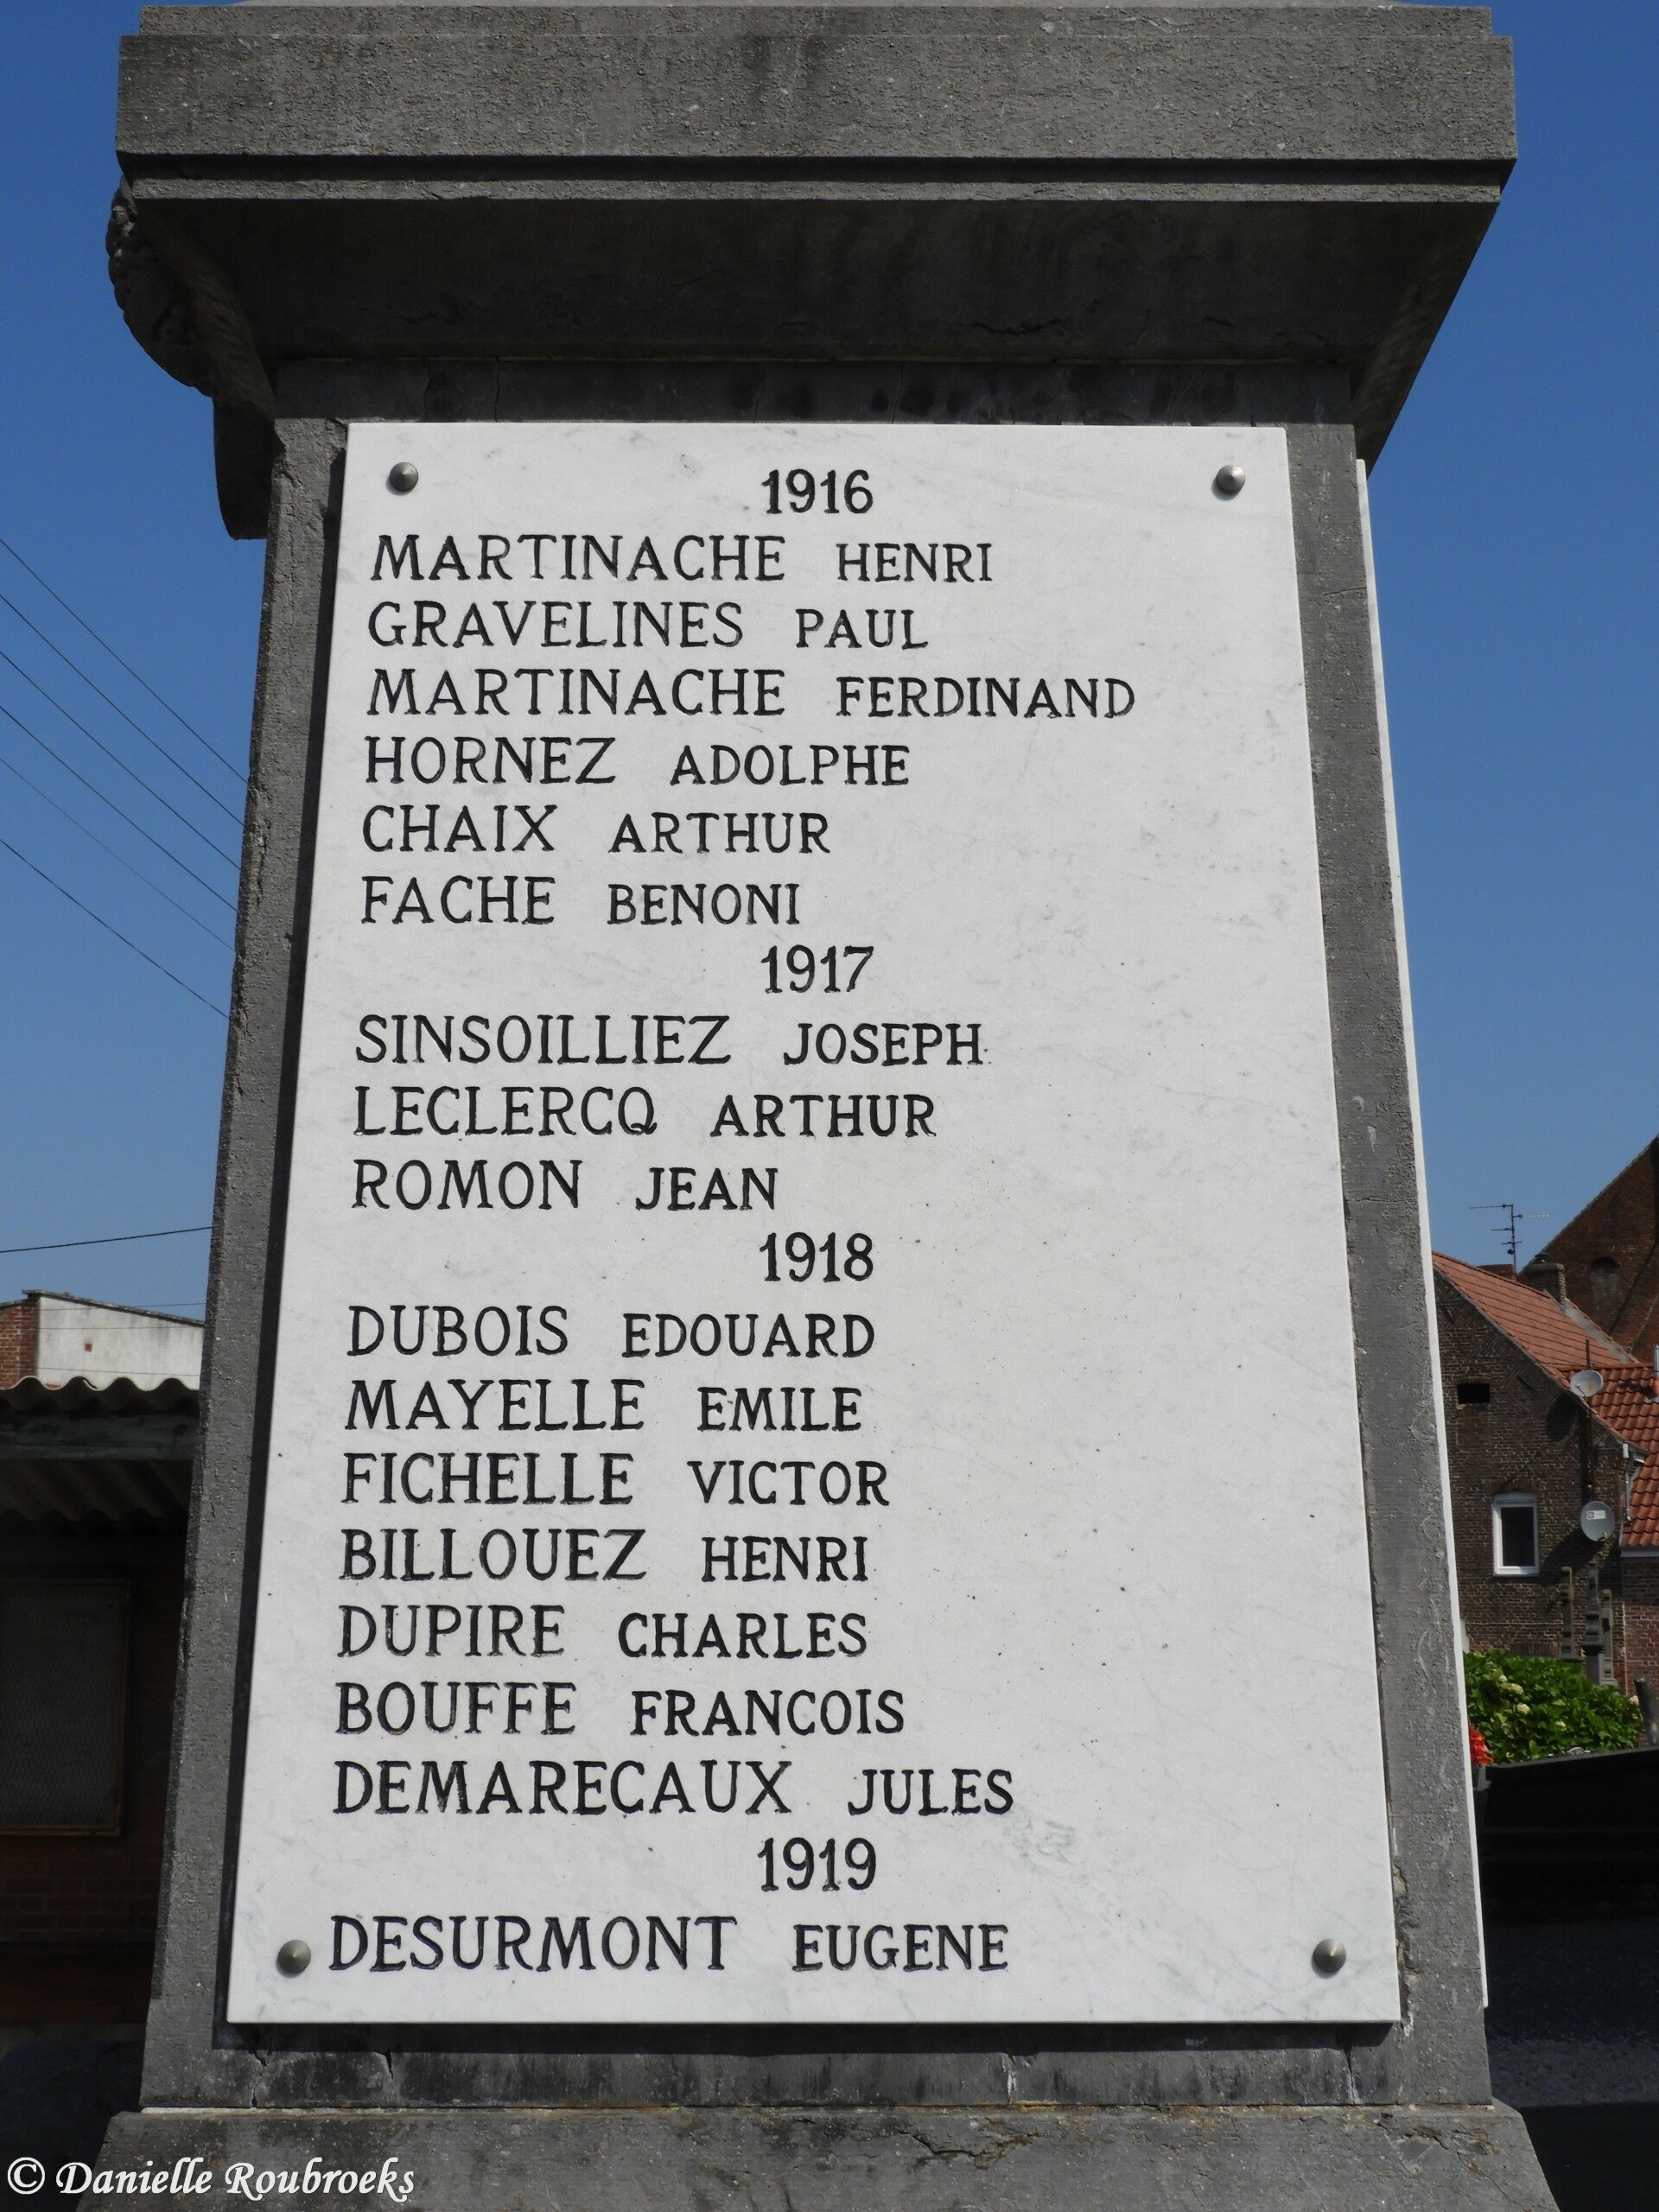 1916
MARTINACHE HENRI
GRAVELINES PAUL
MARTINACHE FERDINAND
HORNEZ ADOLPHE
CHAIX ARTHUR
FACHE BENONI
1917
SINSOILLIEZ JOSEPH
LECLERCQ ARTHUR
ROMON JEAN
1918
DUBOIS EDOUARD
MAYELLE EMILE
FICHELLE VICTOR
BILLOUEZ HENRI
DUPIRE CHARLES
BOUFFE FRANCOIS
DEMARECAUX JULES
1919
DESURMONT EUGENE
© Danielle Roubroeks